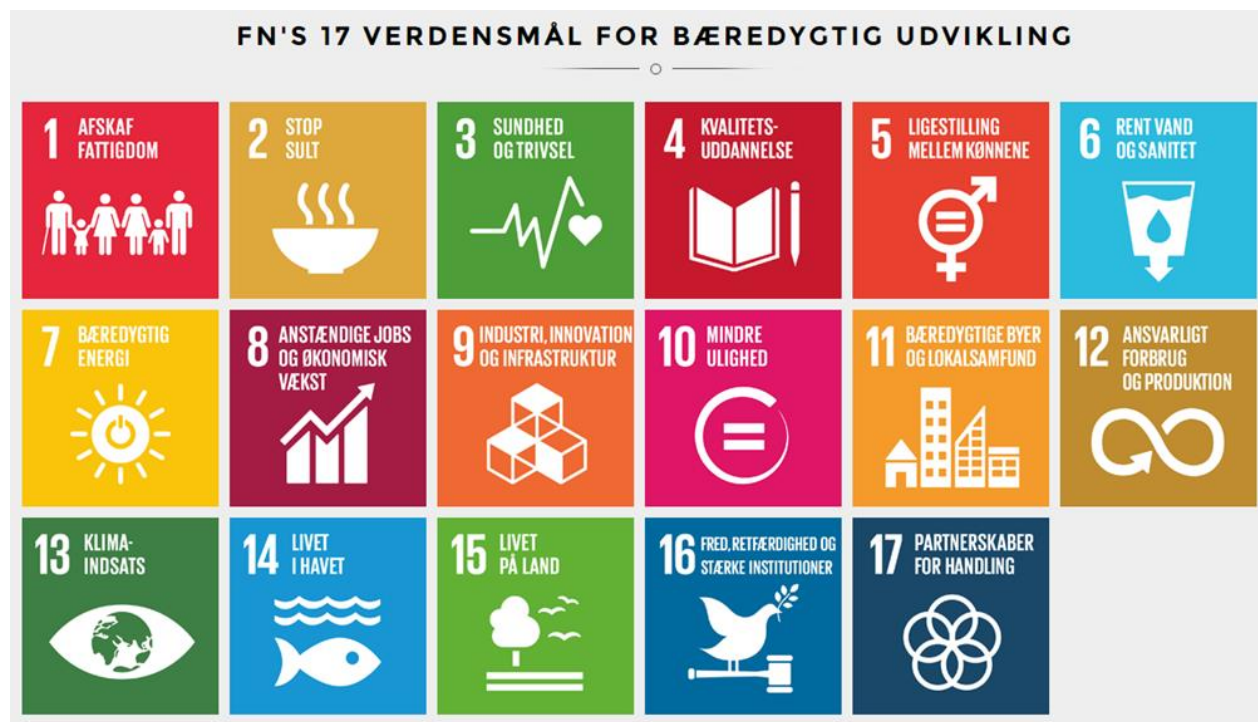 FN'S 17 VERDENSMÅL FOR BÆREDYGTIG UDVIKLING
1 AFSKAF
FATTIGDOM
2 STOP
SULT
3 SUNDHED
OG TRIVSEL
4 KVALITETS-
UDDANNELSE
5 LIGESTILLING
MELLEM KØNNENE
6 RENT VAND
OG SANITET
7 BÆREDYGTIG
ENERGI
8 ANSTÆNDIGE JOBS
OG ØKONOMISK
VÆKST
9 INDUSTRI, INNOVATION
OG INFRASTRUKTUR
10 MINDRE
ULIGHED
11 BÆREDYGTIGE BYER
OG LOKALSAMFUND
12 ANSVARLIGT
FORBRUG
OG PRODUKTION
13 KLIMA-
INDSATS
14 LIVET
I HAVET
15 LIVET
PÅ LAND
16 FRED, RETFÆRDIGHED OG
STÆRKE INSTITUTIONER
17 PARTNERSKABER
FOR HANDLING